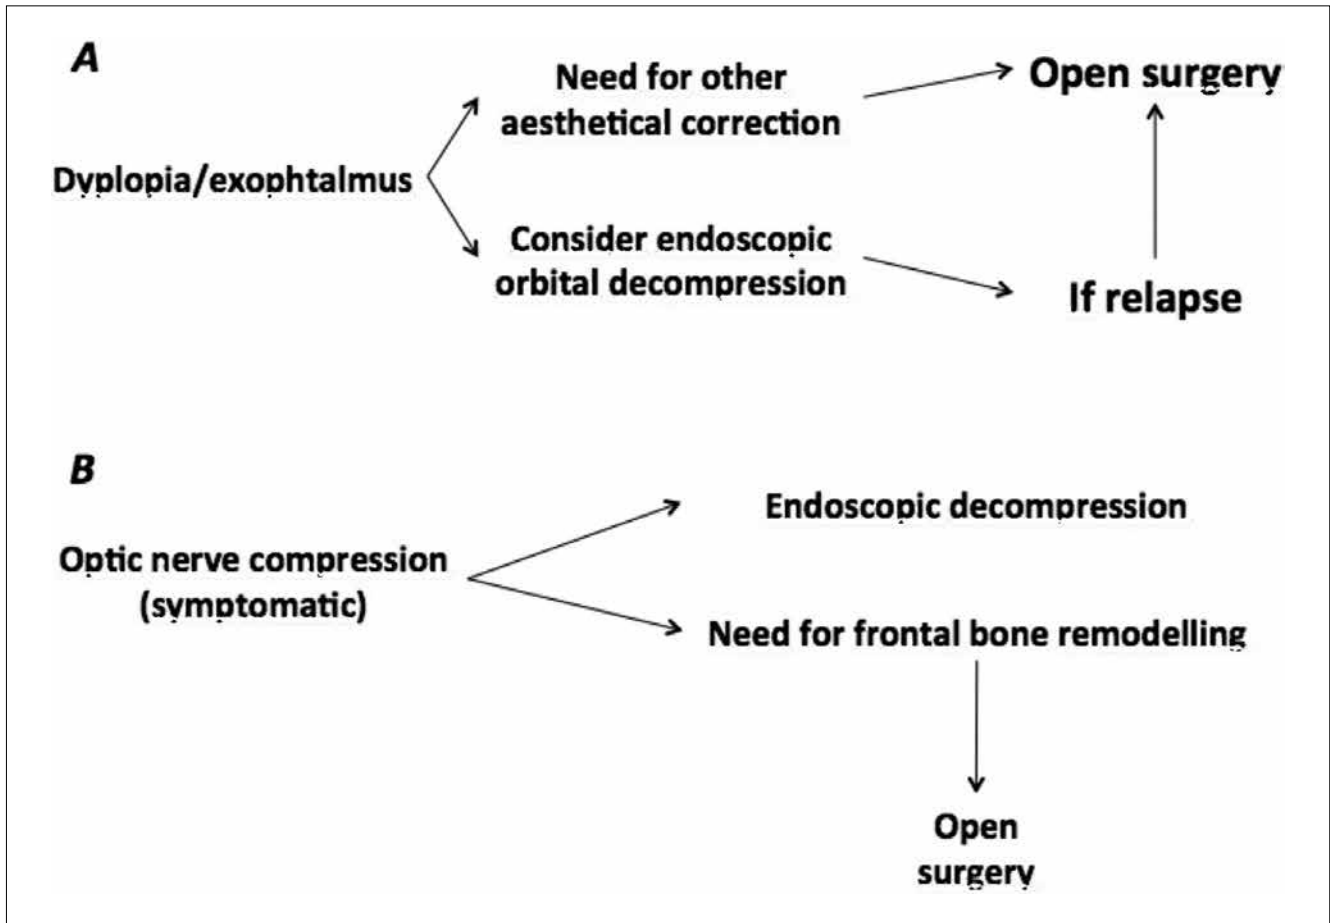 A
Need for other
aesthetical correction
Open surgery
Dyplopia/exophtalmus
Consider endoscopic
orbital decompression
If relapse
B
Endoscopic decompression
Optic nerve compression
(symptomatic)
Need for frontal bone remodelling
Open
surgery